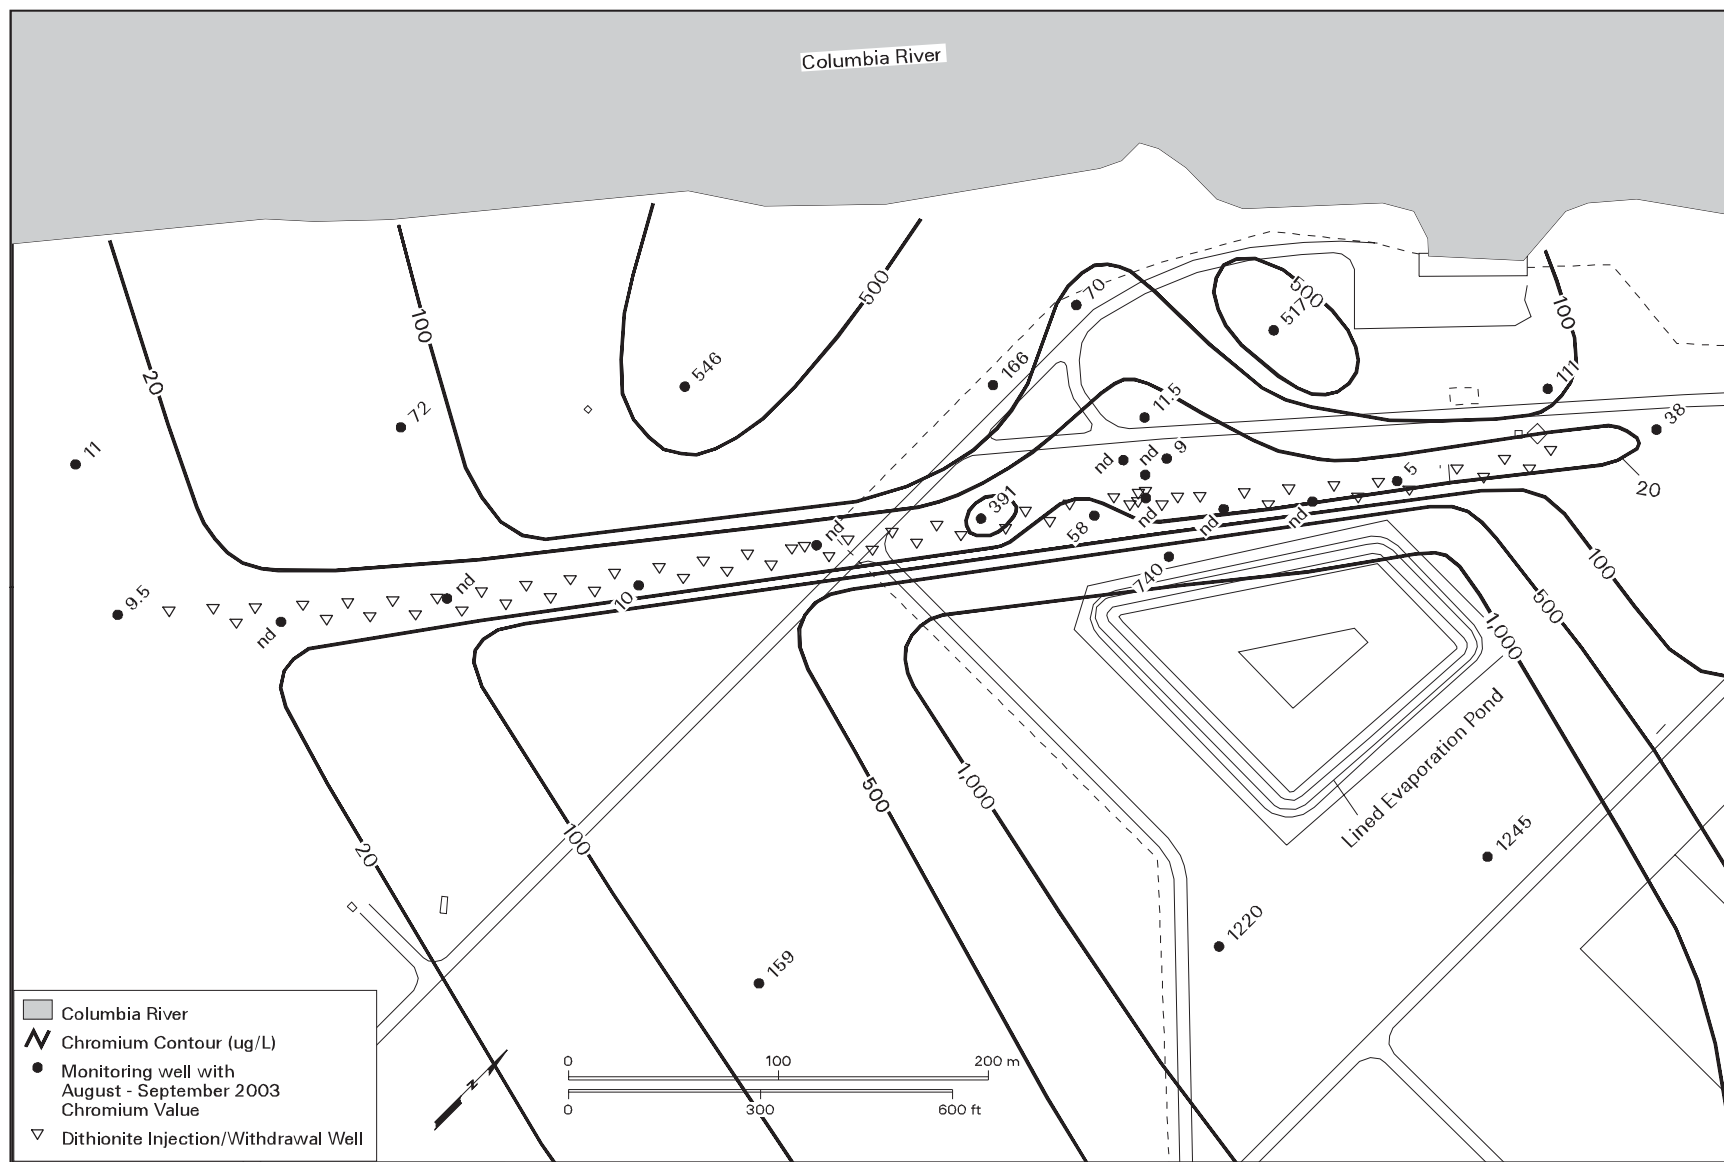 Columbia River
500
100
20
546
72
11
166
70
500
517
100
111
11.5
38
nd
nd
9
5
20
391
nd
58
nd
nd
nd
740
9.5
nd
nd
10
100
500
1,000
20
100
500
1,000
Lined Evaporation Pond
1245
1220
159
Columbia River
Chromium Contour (ug/L)
Monitoring well with
August - September 2003
Chromium Value
Dithionite Injection/Withdrawal Well
N
0 100 200 m
0 300 600 ft